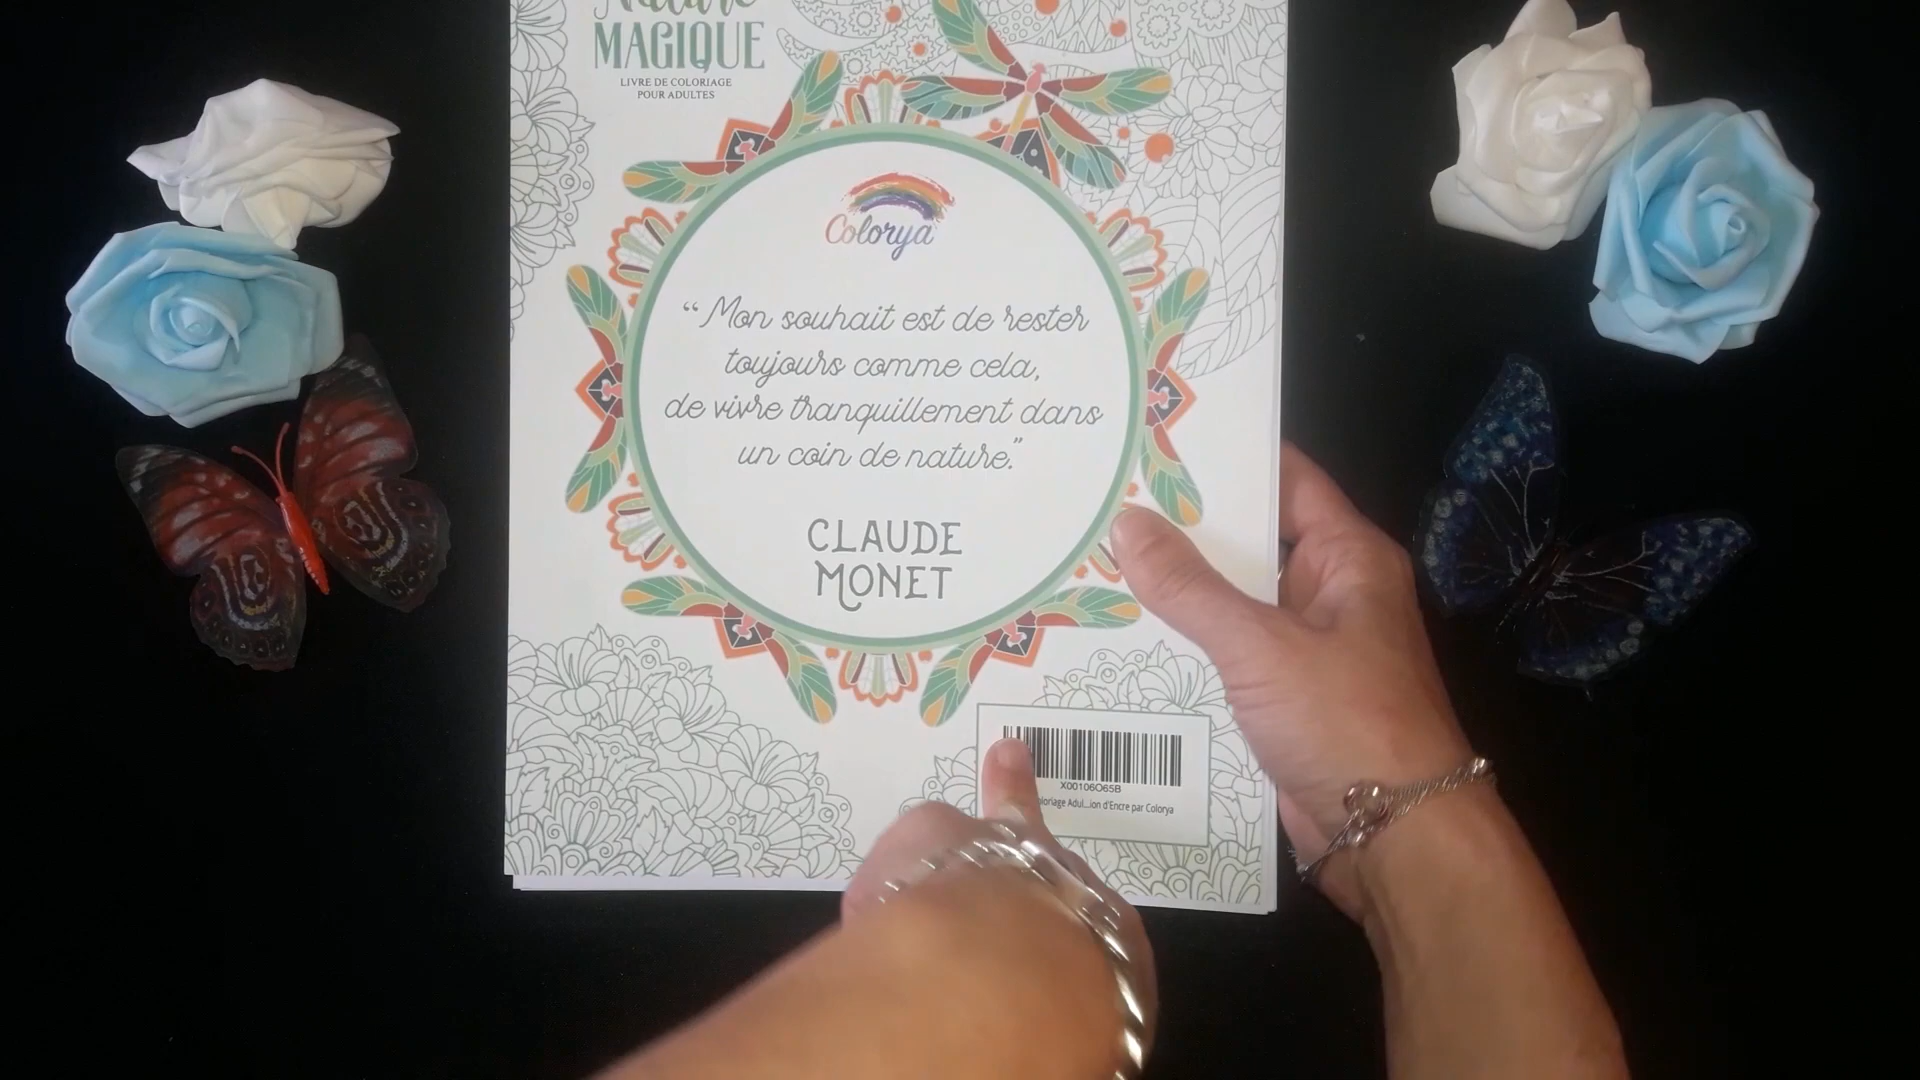 Nature
MAGIQUE
LIVRE DE COLORIAGE
POUR ADULTES
Colorya
“Mon souhait est de rester
toujours comme cela,
de vivre tranquillement dans
un coin de nature.”
CLAUDE
MONET
X00106O65B
oloriage Adul...ion d'Encre par Colorya